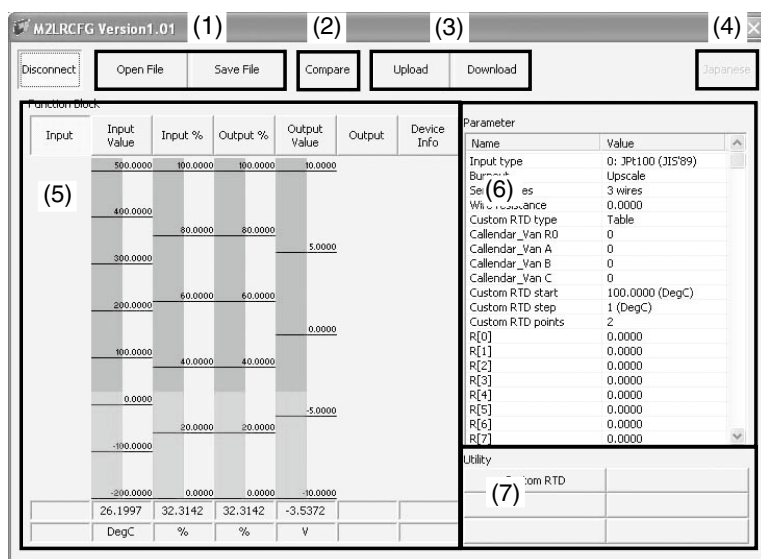 M2LRCFG Version1.01 (1) (2) (3) (4)
Disconnect Open File Save File Compare Upload Download Japanese
Function Block
Input Input Value Input % Output % Output Value Output Device Info
(5)
500.0000 100.0000 100.0000 10.0000
400.0000
80.0000 80.0000
5.0000
300.0000
60.0000 60.0000
200.0000
0.0000
100.0000
40.0000 40.0000
0.0000
-5.0000
20.0000 20.0000
-100.0000
-200.0000 0.0000 0.0000 -10.0000
26.1997 32.3142 32.3142 -3.5372
DegC % % V
Parameter
Name Value
(6)
Input type 0: JPt100 (JIS'89)
Burnout Upscale
3 wires
0.0000
Custom RTD type Table
Callendar_Van R0 0
Callendar_Van A 0
Callendar_Van B 0
Callendar_Van C 0
Custom RTD start 100.0000 (DegC)
Custom RTD step 1 (DegC)
Custom RTD points 2
R[0] 0.0000
R[1] 0.0000
R[2] 0.0000
R[3] 0.0000
R[4] 0.0000
R[5] 0.0000
R[6] 0.0000
R[7] 0.0000
Utility
RTD
(7)